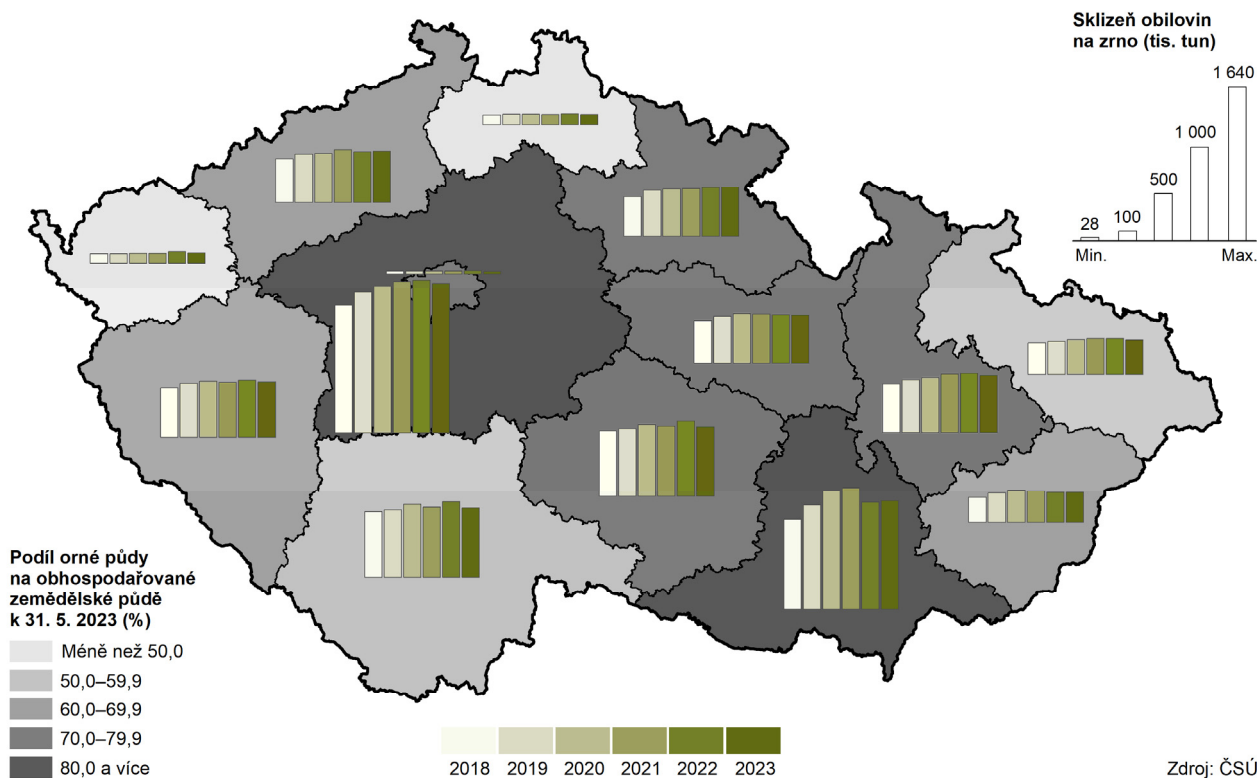 Sklizeň obilovin
na zrno (tis. tun)
1 640
1 000
500
100
28
Min.
Max.
Podíl orné půdy
na obhospodařované
zemědělské půdě
k 31. 5. 2023 (%)
Méně než 50,0
50,0–59,9
60,0–69,9
70,0–79,9
80,0 a více
2018 2019 2020 2021 2022 2023
Zdroj: ČSÚ